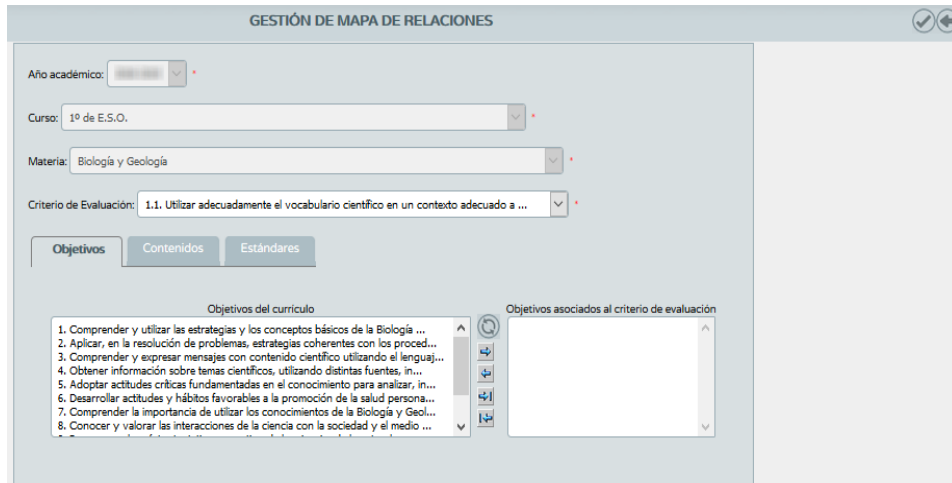 GESTIÓN DE MAPA DE RELACIONES
Año académico: *
Curso: 1º de E.S.O. *
Materia: Biología y Geología *
Criterio de Evaluación: 1.1. Utilizar adecuadamente el vocabulario científico en un contexto adecuado a ... *
Objetivos Contenidos Estándares
Objetivos del currículo
1. Comprender y utilizar las estrategias y los conceptos básicos de la Biología ...
2. Aplicar, en la resolución de problemas, estrategias coherentes con los proced...
3. Comprender y expresar mensajes con contenido científico utilizando el lenguaj...
4. Obtener información sobre temas científicos, utilizando distintas fuentes, in...
5. Adoptar actitudes críticas fundamentadas en el conocimiento para analizar, in...
6. Desarrollar actitudes y hábitos favorables a la promoción de la salud persona...
7. Comprender la importancia de utilizar los conocimientos de la Biología y Geol...
8. Conocer y valorar las interacciones de la ciencia con la sociedad y el medio ...
Objetivos asociados al criterio de evaluación